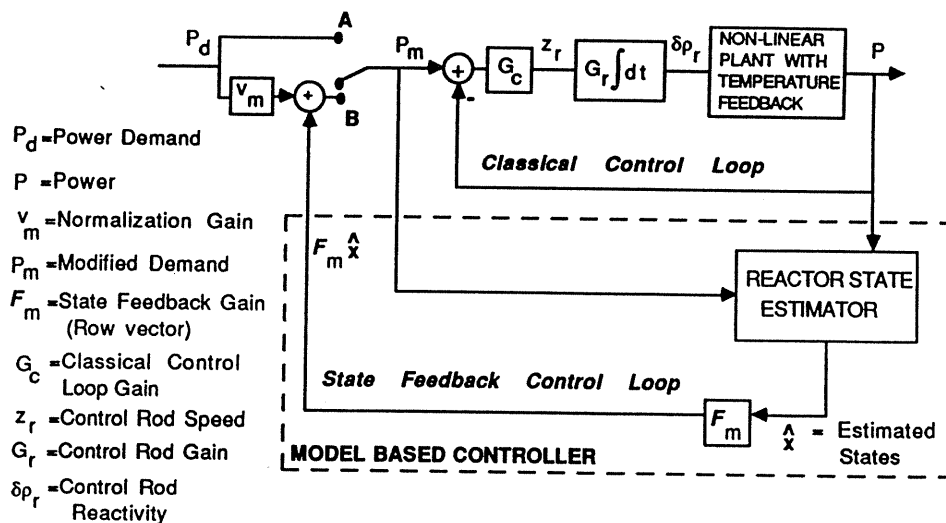 A
P_d
v_m
+
B
P_m
+
-
G_c
z_r
G_r∫dt
δρ_r
NON-LINEAR
PLANT WITH
TEMPERATURE
FEEDBACK
P
Classical Control Loop
P_d =Power Demand
P =Power
v_m =Normalization Gain
P_m =Modified Demand
F_m =State Feedback Gain
(Row vector)
G_c =Classical Control
Loop Gain
z_r =Control Rod Speed
G_r =Control Rod Gain
δρ_r =Control Rod
Reactivity
F_m x̂
REACTOR STATE
ESTIMATOR
State Feedback Control Loop
F_m
x̂ = Estimated
States
MODEL BASED CONTROLLER